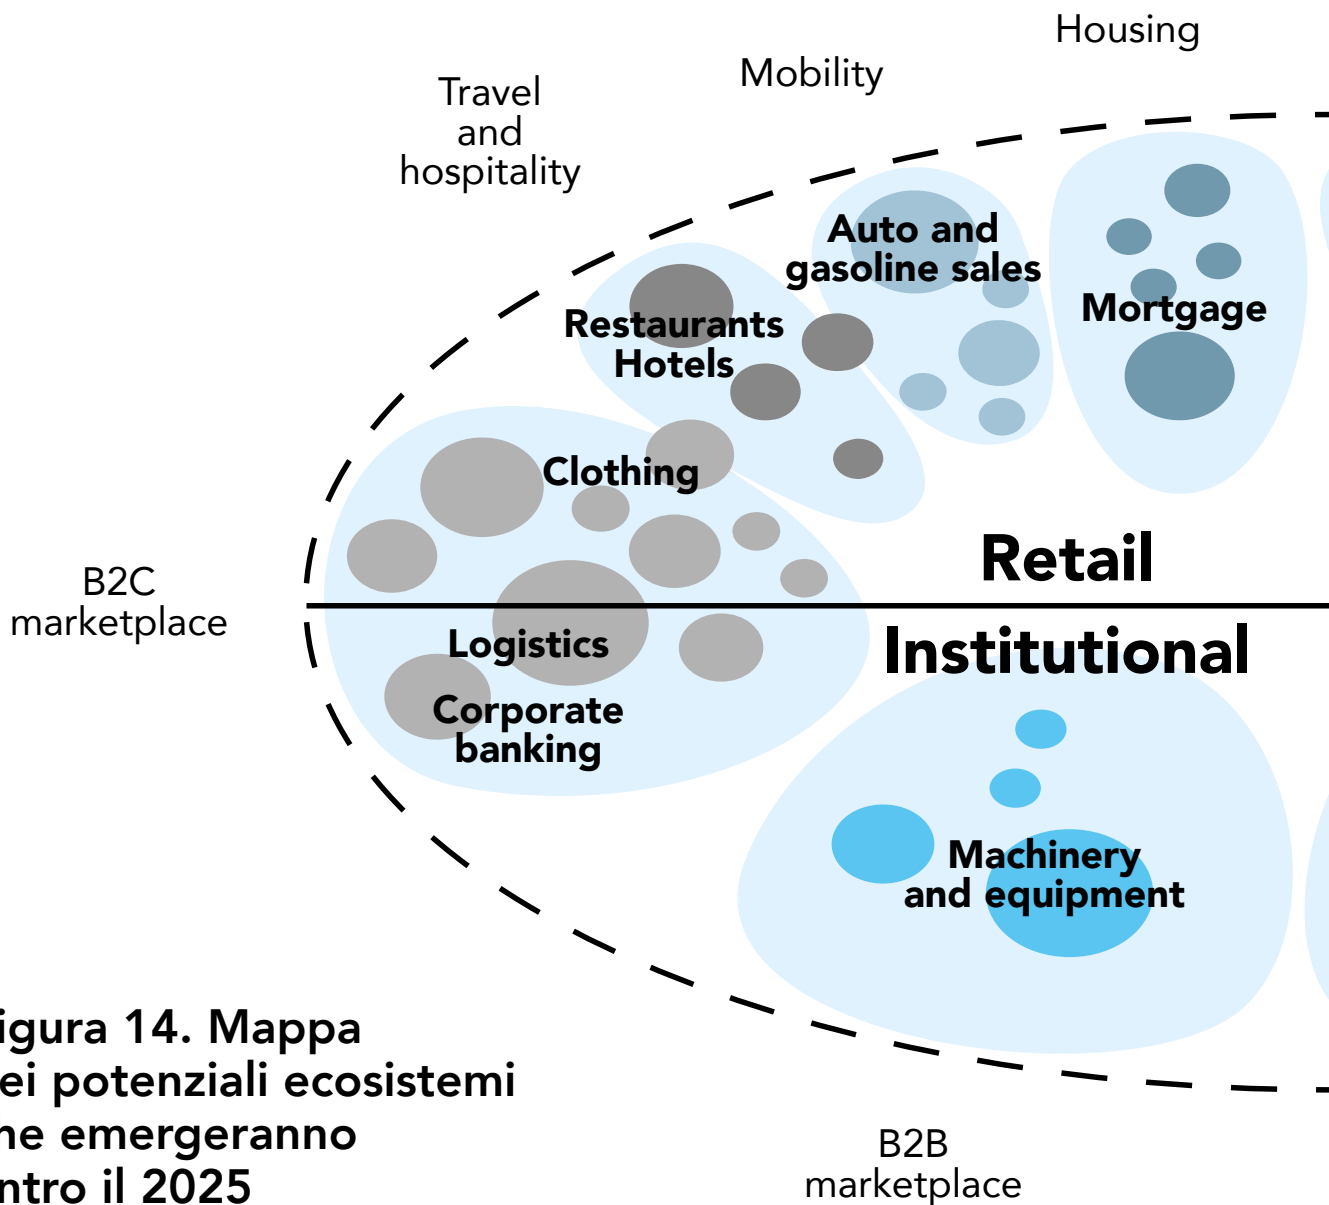 Housing
Mobility
Travel
and
hospitality
Auto and
gasoline sales
Mortgage
Restaurants
Hotels
Clothing
Retail
B2C
marketplace
Institutional
Logistics
Corporate
banking
Machinery
and equipment
igura 14. Mappa
ei potenziali ecosistemi
he emergeranno
ntro il 2025
B2B
marketplace